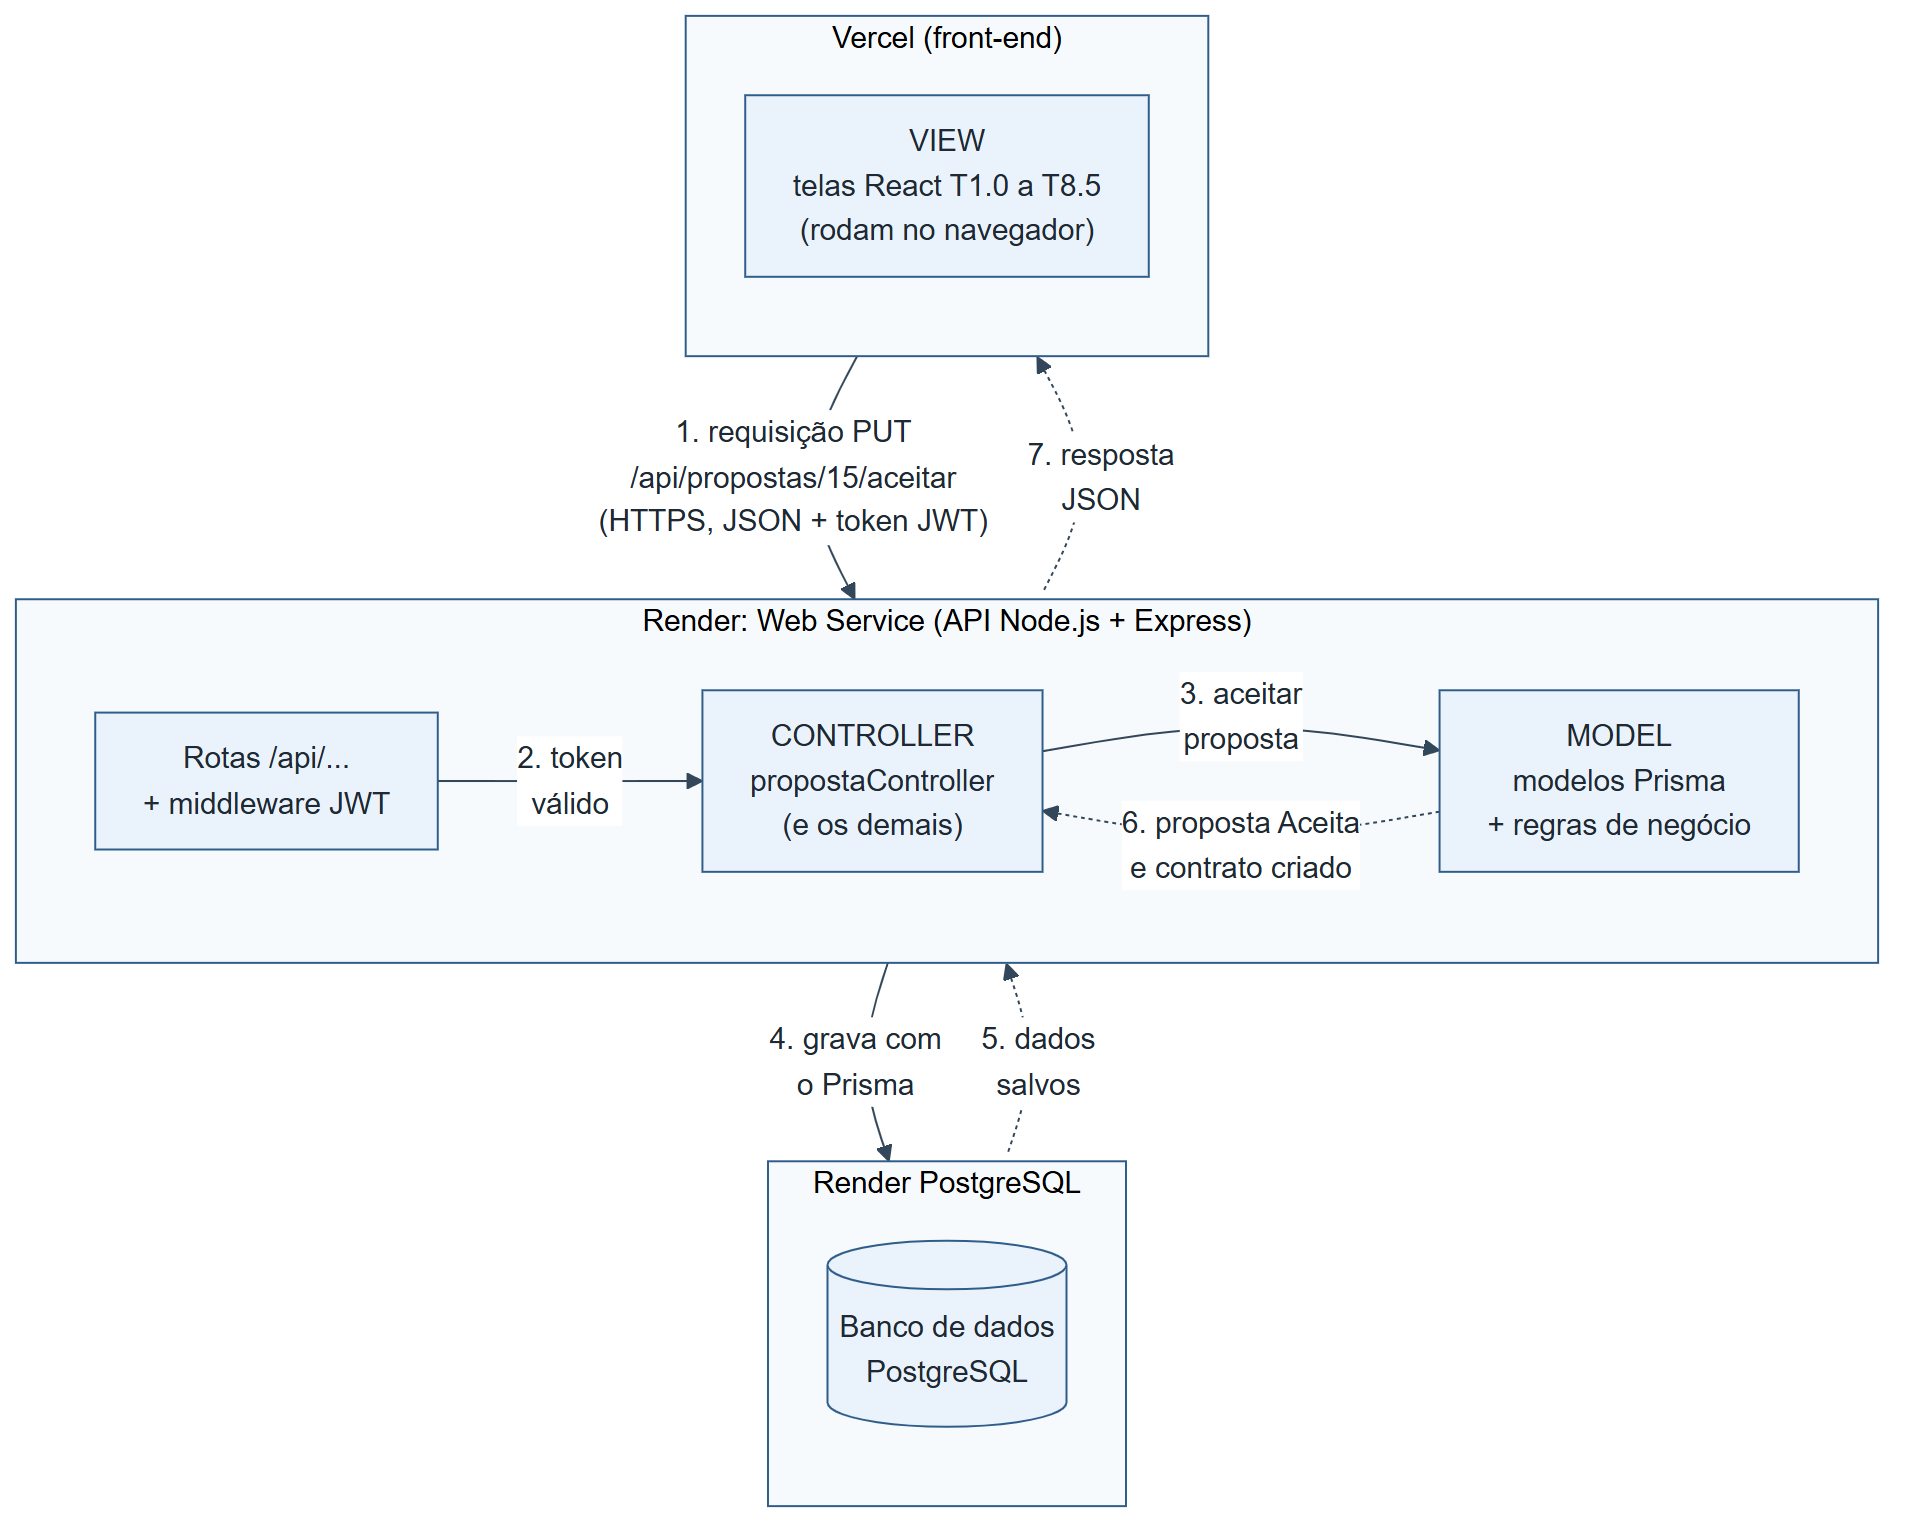 Vercel (front-end)
VIEW
telas React T1.0 a T8.5
(rodam no navegador)
1. requisição PUT
/api/propostas/15/aceitar
(HTTPS, JSON + token JWT)
7. resposta
JSON
Render: Web Service (API Node.js + Express)
Rotas /api/...
+ middleware JWT
2. token
válido
CONTROLLER
propostaController
(e os demais)
3. aceitar
proposta
6. proposta Aceita
e contrato criado
MODEL
modelos Prisma
+ regras de negócio
4. grava com
o Prisma
5. dados
salvos
Render PostgreSQL
Banco de dados
PostgreSQL